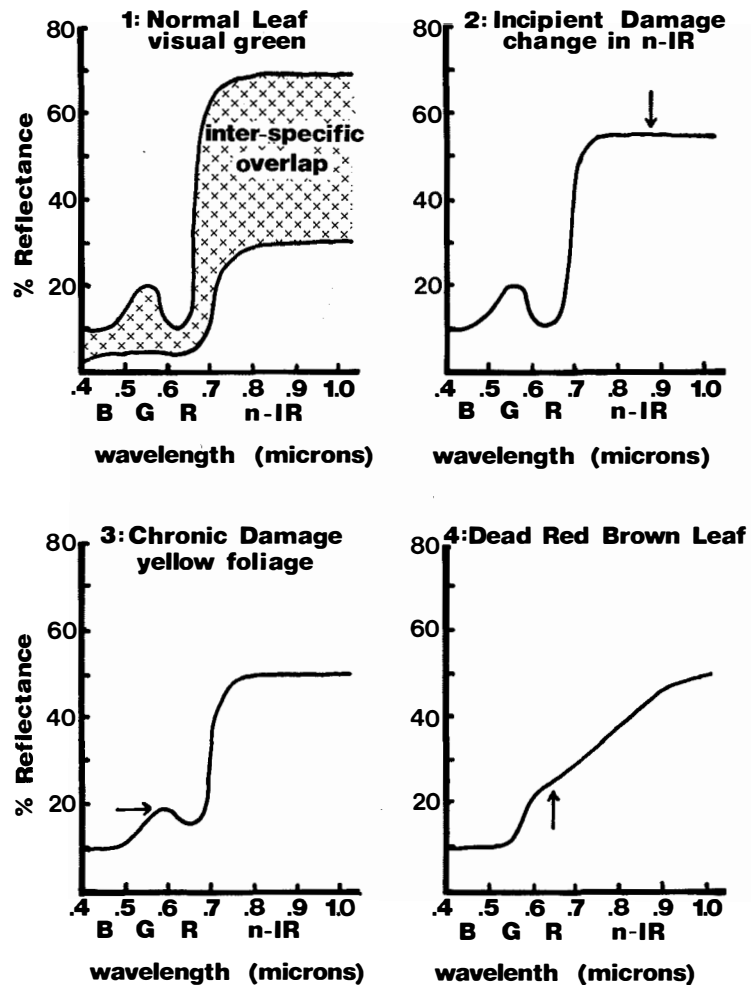 1: Normal Leaf
visual green
80
60
40
20
% Reflectance
inter-specific
overlap
.4 .5 .6 .7 .8 .9 1.0
B G R n-IR
wavelength (microns)
2: Incipient Damage
change in n-IR
80
60
40
20
.4 .5 .6 .7 .8 .9 1.0
B G R n-IR
wavelength (microns)
3: Chronic Damage
yellow foliage
80
60
40
20
% Reflectance
.4 .5 .6 .7 .8 .9 1.0
B G R n-IR
wavelength (microns)
4: Dead Red Brown Leaf
80
60
40
20
.4 .5 .6 .7 .8 .9 1.0
B G R n-IR
wavelenth (microns)